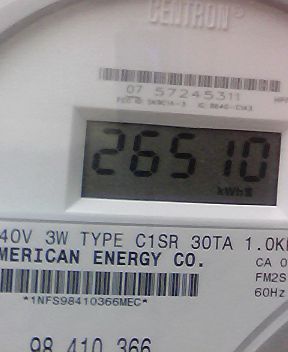 CENTRON®
07 57245311
26510
kWh
40V 3W TYPE C1SR 30TA 1.0K
MERICAN ENERGY CO.
CA 0
FM2S
60Hz
*1NFS98410366MEC*
98 410 366